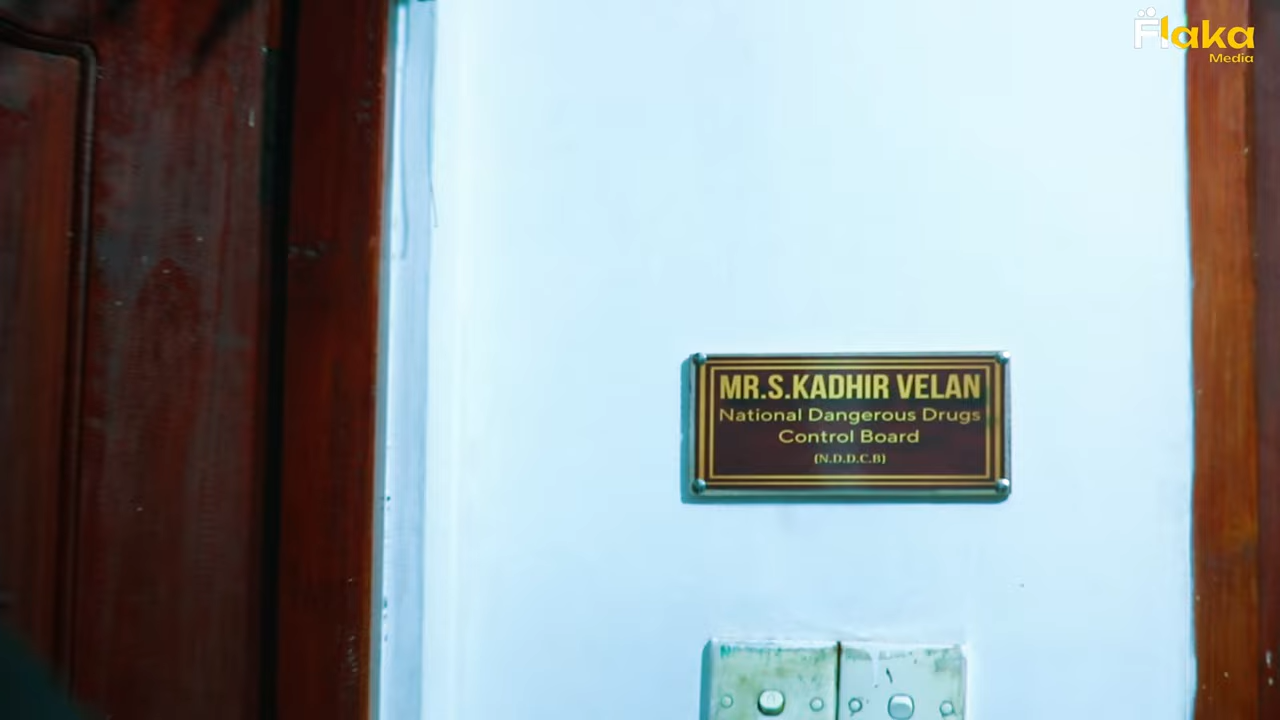 Flaka
Media
MR.S.KADHIR VELAN
National Dangerous Drugs
Control Board
(N.D.D.C.B)